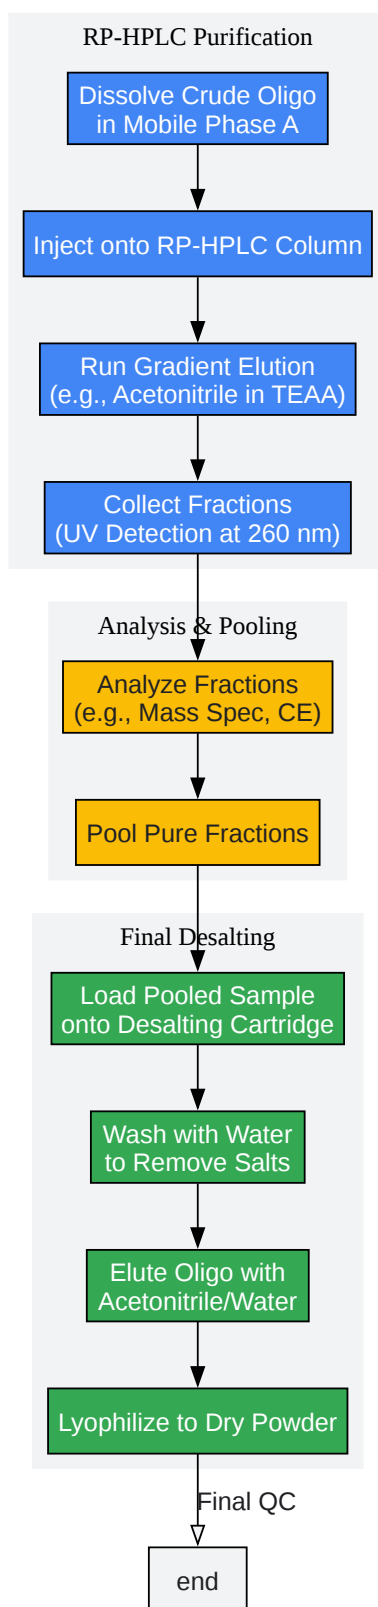 RP-HPLC Purification
Dissolve Crude Oligo
in Mobile Phase A
Inject onto RP-HPLC Column
Run Gradient Elution
(e.g., Acetonitrile in TEAA)
Collect Fractions
(UV Detection at 260 nm)
Analysis & Pooling
Analyze Fractions
(e.g., Mass Spec, CE)
Pool Pure Fractions
Final Desalting
Load Pooled Sample
onto Desalting Cartridge
Wash with Water
to Remove Salts
Elute Oligo with
Acetonitrile/Water
Lyophilize to Dry Powder
Final QC
end